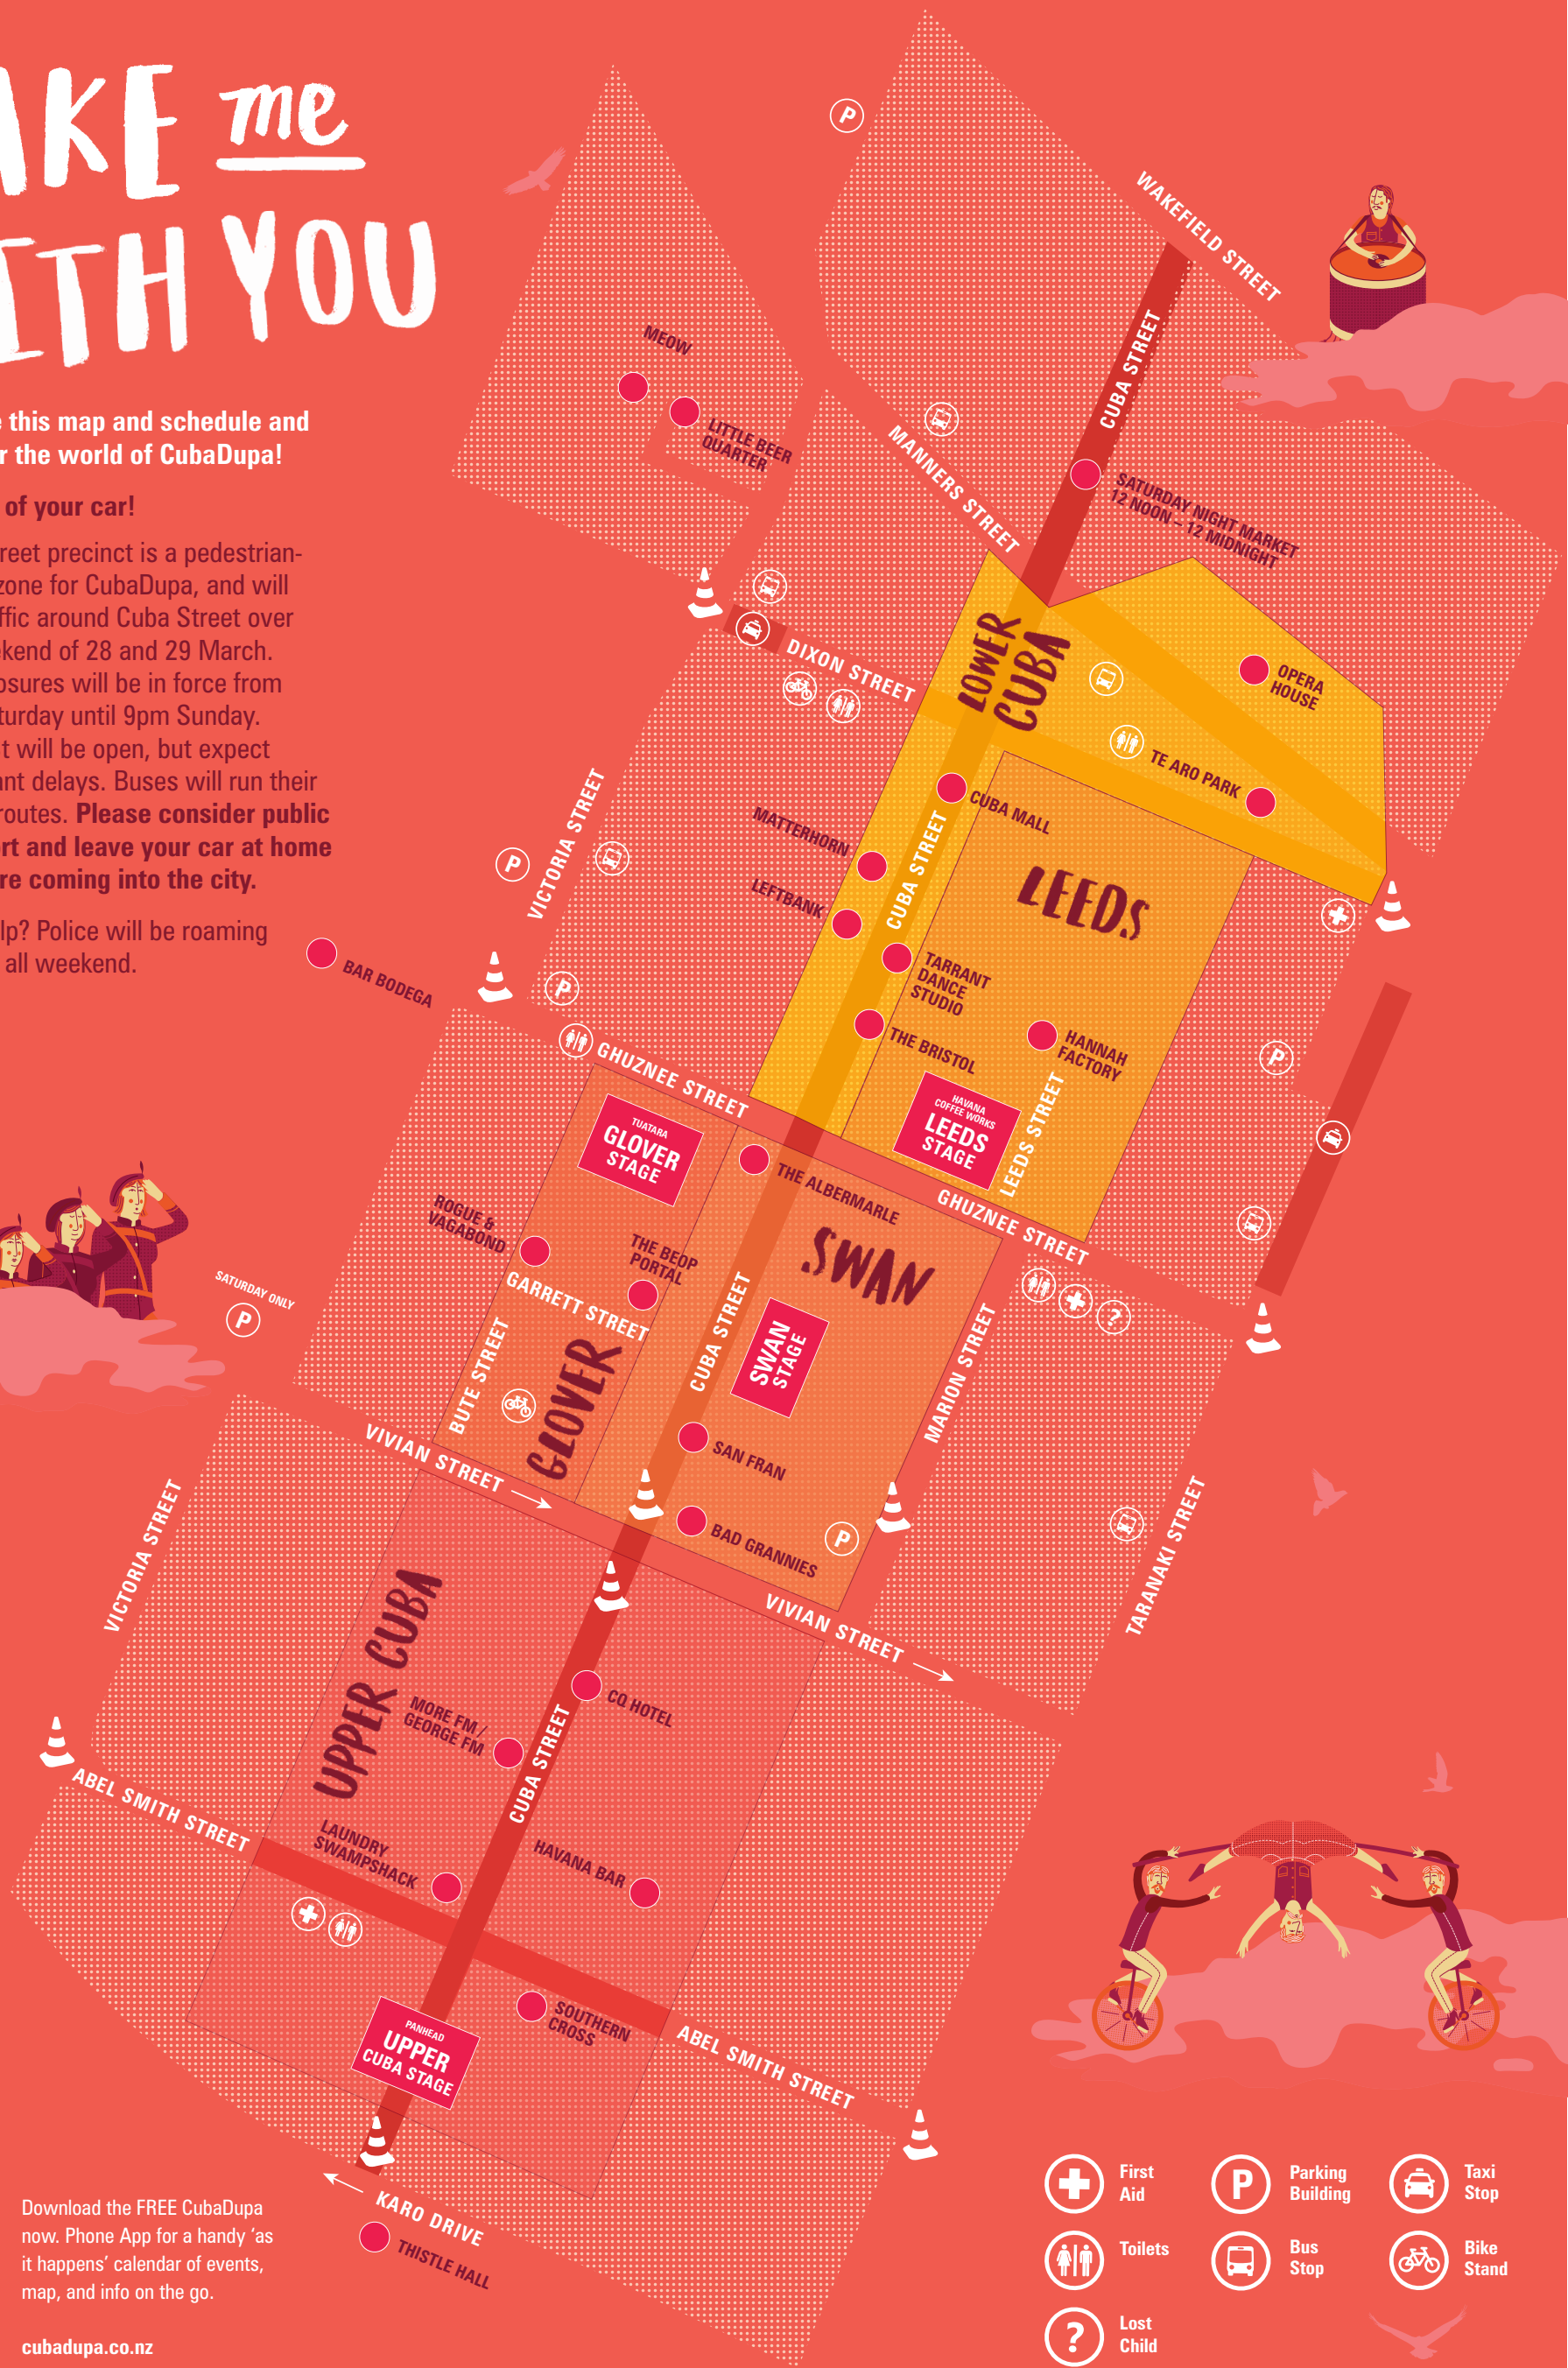 AKE me
ITH YOU
this map and schedule and
the world of CubaDupa!
of your car!
reet precinct is a pedestrian-
zone for CubaDupa, and will
ffic around Cuba Street over
ekend of 28 and 29 March.
osures will be in force from
turday until 9pm Sunday.
t will be open, but expect
ant delays. Buses will run their
routes. Please consider public
rt and leave your car at home
re coming into the city.
lp? Police will be roaming
all weekend.
P
WAKEFIELD STREET
CUBA STREET
MEOW
LITTLE BEER
QUARTER
MANNERS STREET
SATURDAY NIGHT MARKET
12 NOON – 12 MIDNIGHT
DIXON STREET
LOWER
CUBA
OPERA
HOUSE
TE ARO PARK
VICTORIA STREET
P
CUBA MALL
MATTERHORN
LEFTBANK
CUBA STREET
LEEDS
TARRANT
DANCE
STUDIO
BAR BODEGA
P
THE BRISTOL
HANNAH
FACTORY
P
GHUZNEE STREET
HAVANA
COFFEE WORKS
LEEDS
STAGE
LEEDS STREET
TUATARA
GLOVER
STAGE
THE ALBERMARLE
GHUZNEE STREET
ROGUE &
VAGABOND
THE BEOP
PORTAL
SWAN
GARRETT STREET
SATURDAY ONLY
P
?
BUTE STREET
GLOVER
CUBA STREET
SWAN
STAGE
MARION STREET
VIVIAN STREET
SAN FRAN
BAD GRANNIES
P
VICTORIA STREET
TARANAKI STREET
UPPER CUBA
VIVIAN STREET
CQ HOTEL
MORE FM /
GEORGE FM
CUBA STREET
ABEL SMITH STREET
LAUNDRY
SWAMPSHACK
HAVANA BAR
SOUTHERN
CROSS
PANHEAD
UPPER
CUBA STAGE
ABEL SMITH STREET
KARO DRIVE
THISTLE HALL
Download the FREE CubaDupa
now. Phone App for a handy ‘as
it happens’ calendar of events,
map, and info on the go.
cubadupa.co.nz
First
Aid
P
Parking
Building
Taxi
Stop
Toilets
Bus
Stop
Bike
Stand
?
Lost
Child